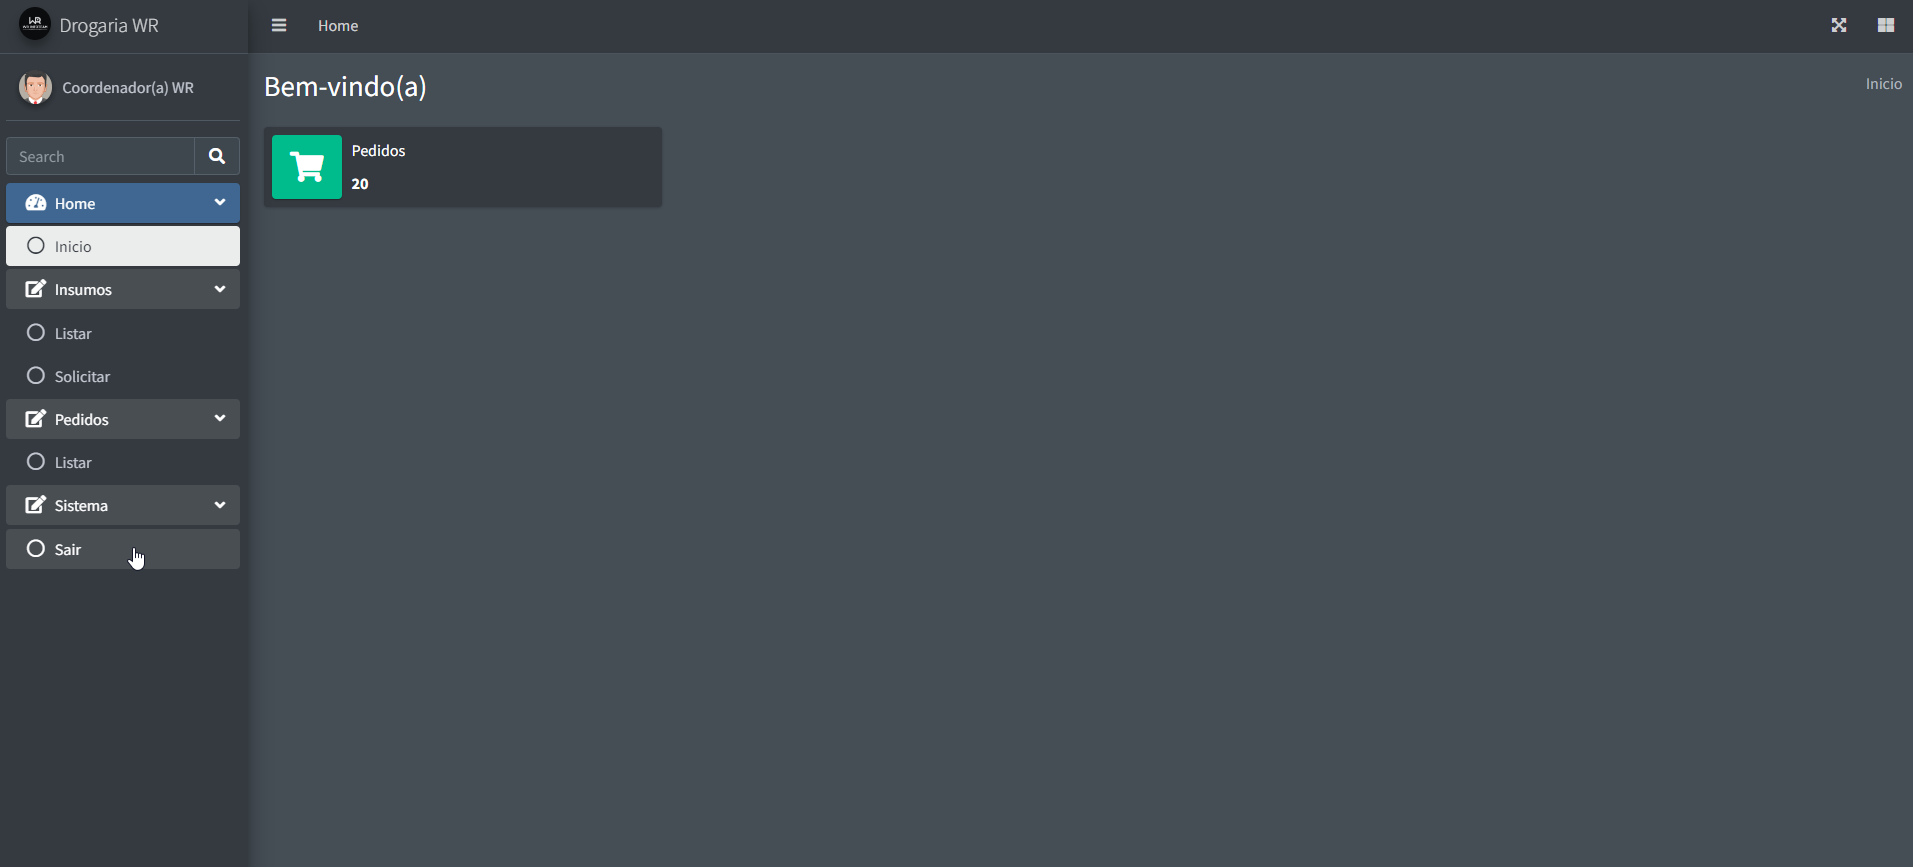 WR
Drogaria WR
Home
Coordenador(a) WR
Bem-vindo(a)
Inicio
Search
Pedidos
20
Home
Inicio
Insumos
Listar
Solicitar
Pedidos
Listar
Sistema
Sair